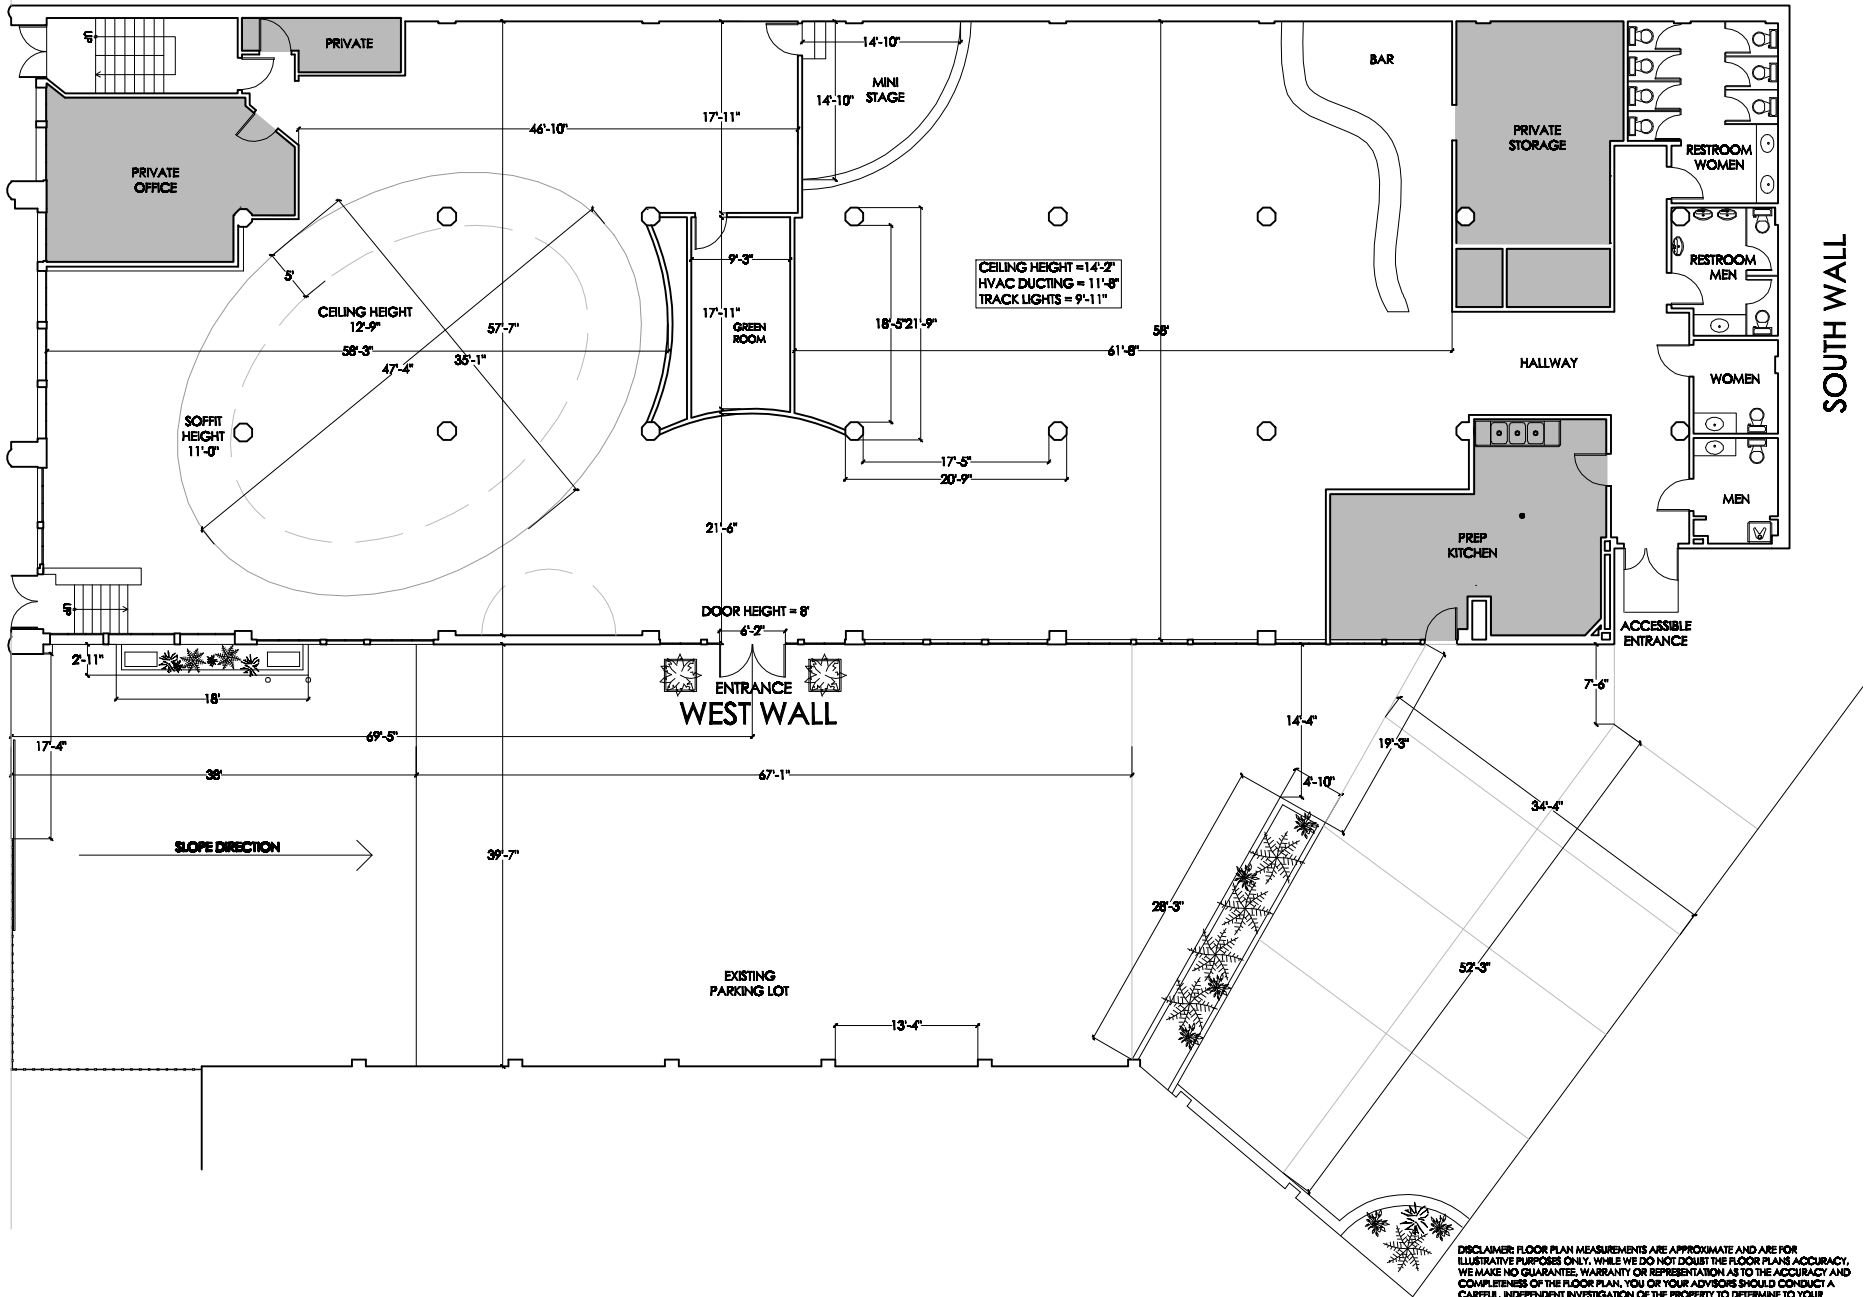 UP
PRIVATE
14'-10"
BAR
MINI
STAGE
14'-10"
17'-11"
46'-10"
PRIVATE
STORAGE
RESTROOM
WOMEN
PRIVATE
OFFICE
SOUTH WALL
9'-3"
RESTROOM
MEN
5'
CEILING HEIGHT =14'-2"
HVAC DUCTING = 11'-8"
TRACK LIGHTS = 9'-11"
CEILING HEIGHT
12'-9"
17'-11"
57'-7"
GREEN
ROOM
18'-5"
21'-9"
58'
58'-3"
35'-1"
61'-8"
47'-4"
HALLWAY
WOMEN
SOFFIT
HEIGHT
11'-0"
17'-5"
20'-9"
MEN
21'-6"
PREP
KITCHEN
UP
DOOR HEIGHT = 8'
6'-2"
ACCESSIBLE
ENTRANCE
2'-11"
ENTRANCE
WEST WALL
18'
7'-6"
14'-4"
69'-5"
17'-4"
19'-3"
38'
67'-1"
4'-10"
34'-4"
SLOPE DIRECTION
39'-7"
28'-3"
52'-3"
EXISTING
PARKING LOT
13'-4"
DISCLAIMER: FLOOR PLAN MEASUREMENTS ARE APPROXIMATE AND ARE FOR
ILLUSTRATIVE PURPOSES ONLY. WHILE WE DO NOT DOUBT THE FLOOR PLANS ACCURACY,
WE MAKE NO GUARANTEE, WARRANTY OR REPRESENTATION AS TO THE ACCURACY AND
COMPLETENESS OF THE FLOOR PLAN. YOU OR YOUR ADVISORS SHOULD CONDUCT A
CAREFUL, INDEPENDENT INVESTIGATION OF THE PROPERTY TO DETERMINE TO YOUR